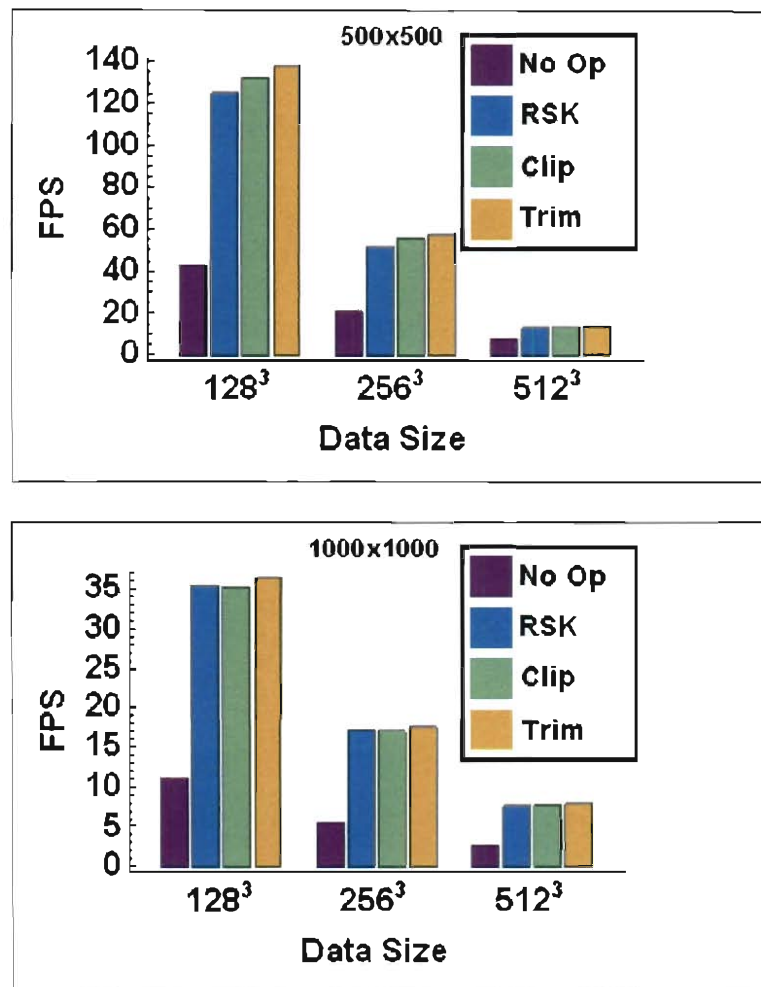 500x500
No Op
RSK
Clip
Trim
FPS
140
120
100
80
60
40
20
0
128³
256³
512³
Data Size
1000x1000
No Op
RSK
Clip
Trim
FPS
35
30
25
20
15
10
5
0
128³
256³
512³
Data Size